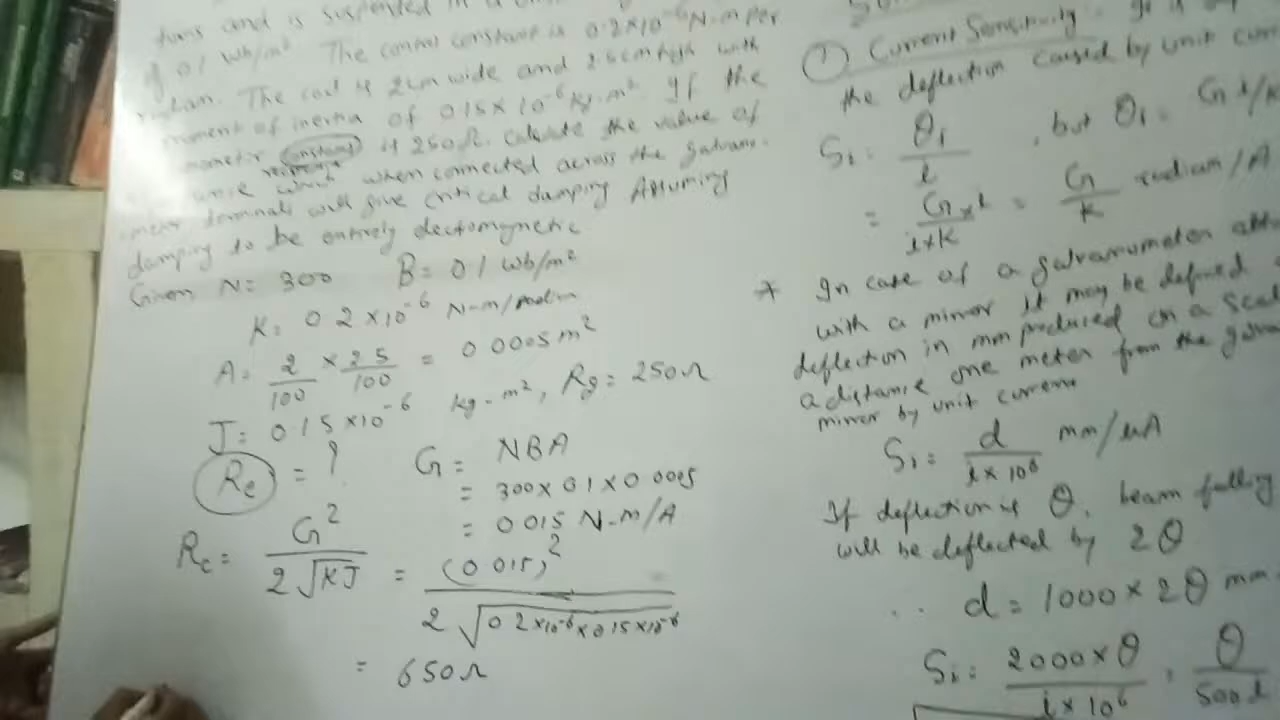 turns and is suspended in a
of 0.1 Wb/m² The control constant is 0.2×10⁻⁶ N-m per
radian. The coil is 2cm wide and 2.5cm high with
moment of inertia of 0.15×10⁻⁶ kg.m² If the
constant
resistance
is 250Ω. calculate the value of
when connected across the galvano-
meter terminals will give critical damping Assuming
damping to be entirely electromagnetic
Given N = 300 B = 0.1 Wb/m²
K = 0.2×10⁻⁶ N-m/radian
A = 2/100 × 2.5/100 = 0.0005 m²
J = 0.15×10⁻⁶ kg-m², Rg = 250Ω
Rc = ?
G = NBA
= 300×0.1×0.0005
= 0.015 N-m/A
Rc = G²/2√KJ = (0.015)²/2√0.2×10⁻⁶×0.15×10⁻⁶
= 650Ω
① Current Sensitivity
the deflection caused by unit curr
Si = θ₁/i , but θ₁ = Gi/K
= G×i/i×K = G/K radian/A
* In case of a galvanometer
with a mirror it may be defined
deflection in mm produced on a scal
a distance one meter from the galva
mirror by unit current
Si = d/i×10⁶ mm/μA
If deflection is θ, beam falling
will be deflected by 2θ
∴ d = 1000×2θ mm
Si = 2000×θ/i×10⁶ = θ/500i